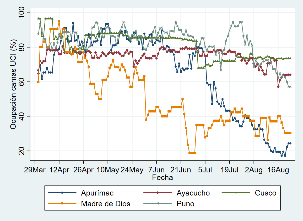 Ocupación camas UCI (%)
100
80
60
40
20
29Mar 12Apr 26Apr 10May 24May 7Jun 21Jun 5Jul 19Jul 2Aug 16Aug
Fecha
Apurímac Ayacucho Cusco
Madre de Dios Puno